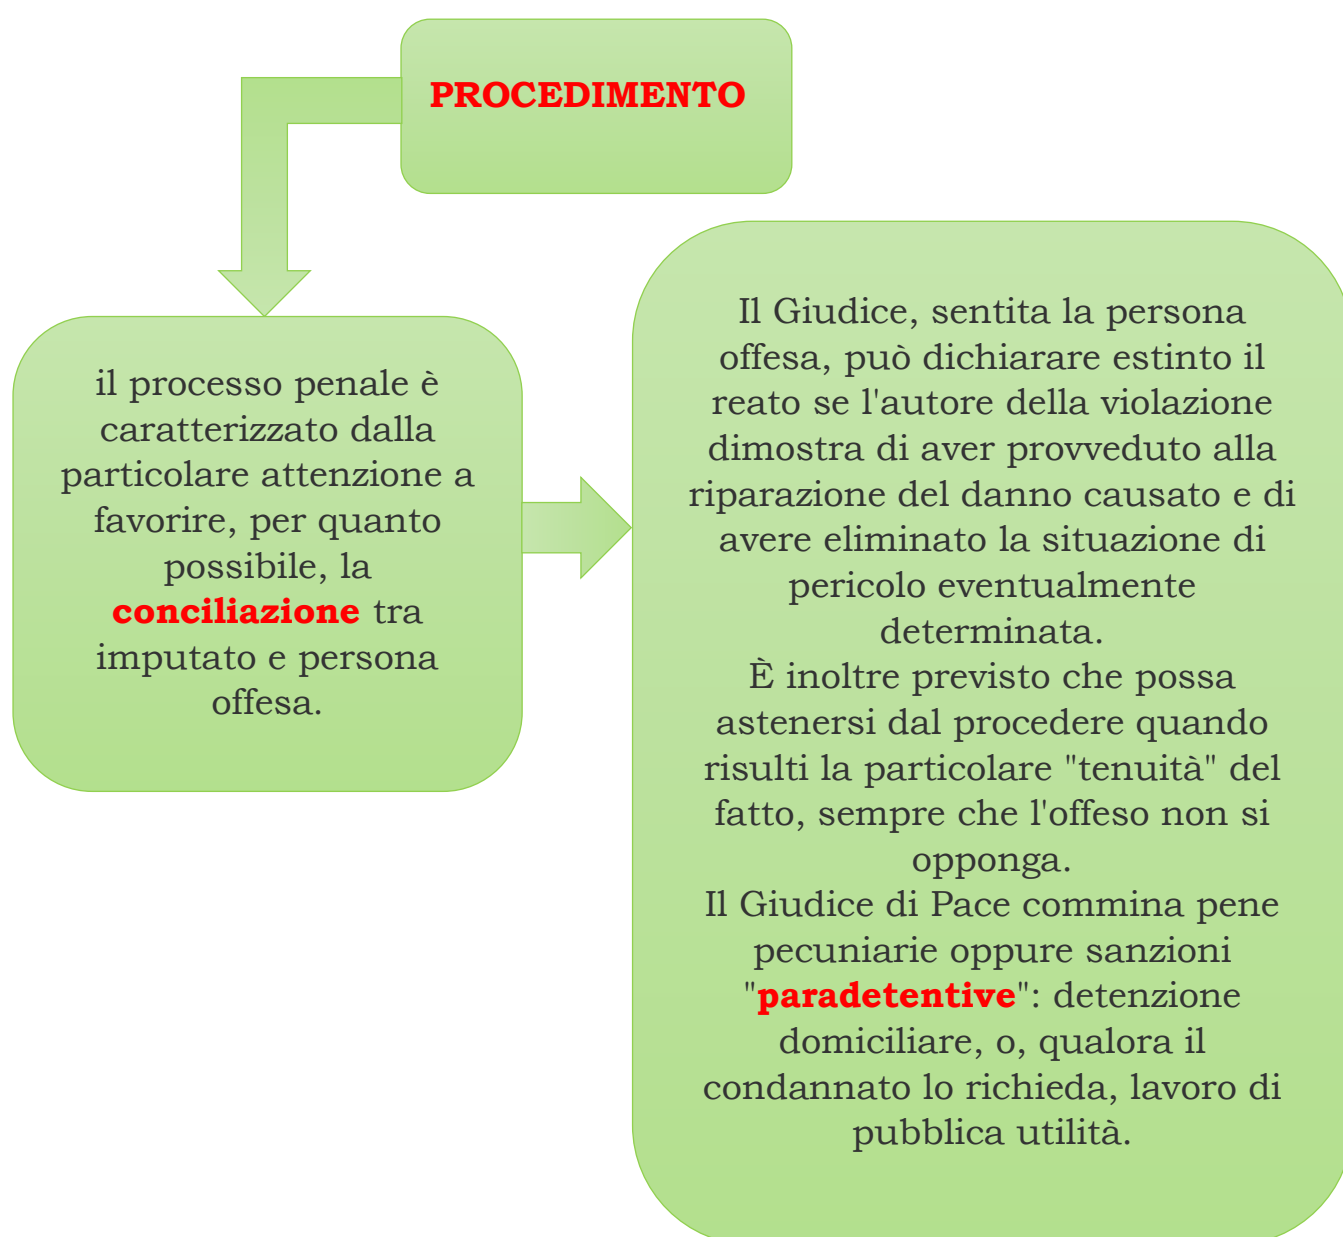 PROCEDIMENTO
il processo penale è
caratterizzato dalla
particolare attenzione a
favorire, per quanto
possibile, la
conciliazione tra
imputato e persona
offesa.
Il Giudice, sentita la persona
offesa, può dichiarare estinto il
reato se l'autore della violazione
dimostra di aver provveduto alla
riparazione del danno causato e di
avere eliminato la situazione di
pericolo eventualmente
determinata.
È inoltre previsto che possa
astenersi dal procedere quando
risulti la particolare "tenuità" del
fatto, sempre che l'offeso non si
opponga.
Il Giudice di Pace commina pene
pecuniarie oppure sanzioni
"paradetentive": detenzione
domiciliare, o, qualora il
condannato lo richieda, lavoro di
pubblica utilità.